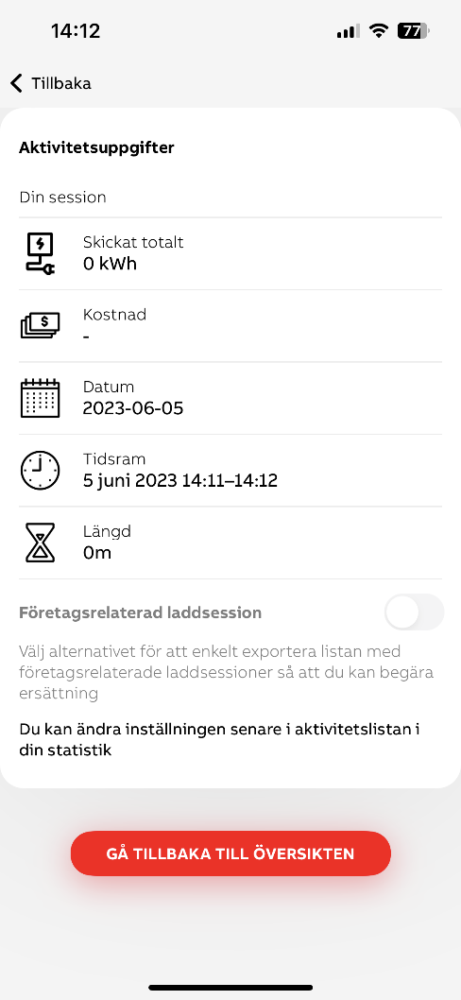 14:12
77
Tillbaka
Aktivitetsuppgifter
Din session
Skickat totalt
0 kWh
$
Kostnad
-
Datum
2023-06-05
Tidsram
5 juni 2023 14:11–14:12
Längd
0m
Företagsrelaterad laddsession
Välj alternativet för att enkelt exportera listan med
företagsrelaterade laddsessioner så att du kan begära
ersättning
Du kan ändra inställningen senare i aktivitetslistan i
din statistik
GÅ TILLBAKA TILL ÖVERSIKTEN